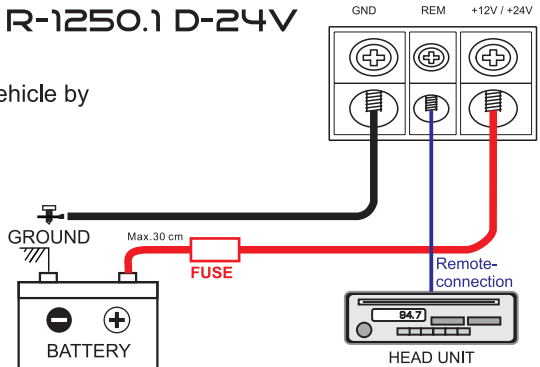 R-1250.1 D-24V
GND REM +12V / +24V
ehicle by
GROUND
Max.30 cm
FUSE
Remote-
connection
94.7
BATTERY
HEAD UNIT